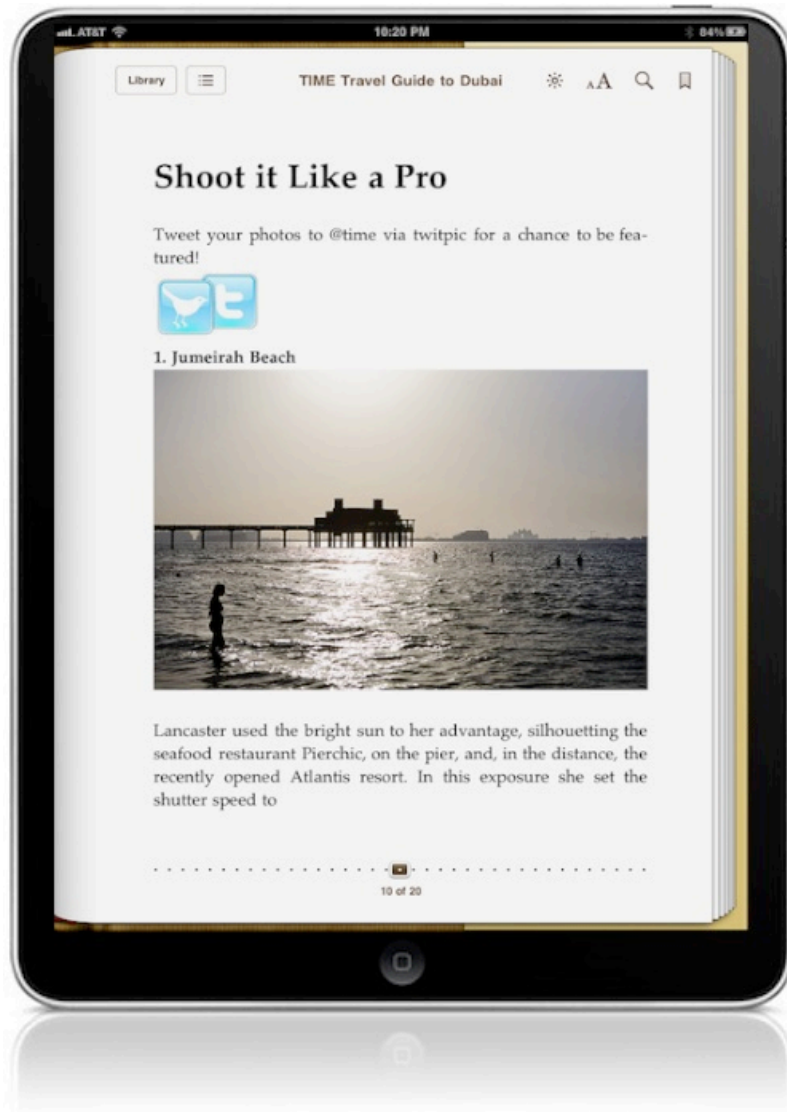 AT&T 10:20 PM 84%
Library TIME Travel Guide to Dubai AA
Shoot it Like a Pro
Tweet your photos to @time via twitpic for a chance to be fea-
tured!
t
1. Jumeirah Beach
Lancaster used the bright sun to her advantage, silhouetting the
seafood restaurant Pierchic, on the pier, and, in the distance, the
recently opened Atlantis resort. In this exposure she set the
shutter speed to
10 of 20